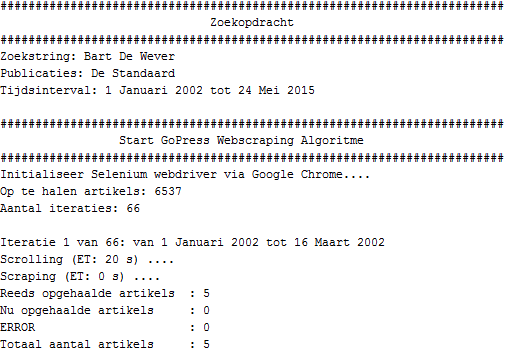 ########################################################################
Zoekopdracht
########################################################################
Zoekstring: Bart De Wever
Publicaties: De Standaard
Tijdsinterval: 1 Januari 2002 tot 24 Mei 2015
########################################################################
Start GoPress Webscraping Algoritme
########################################################################
Initialiseer Selenium webdriver via Google Chrome....
Op te halen artikels: 6537
Aantal iteraties: 66
Iteratie 1 van 66: van 1 Januari 2002 tot 16 Maart 2002
Scrolling (ET: 20 s) ....
Scraping (ET: 0 s) ....
Reeds opgehaalde artikels : 5
Nu opgehaalde artikels : 0
ERROR : 0
Totaal aantal artikels : 5